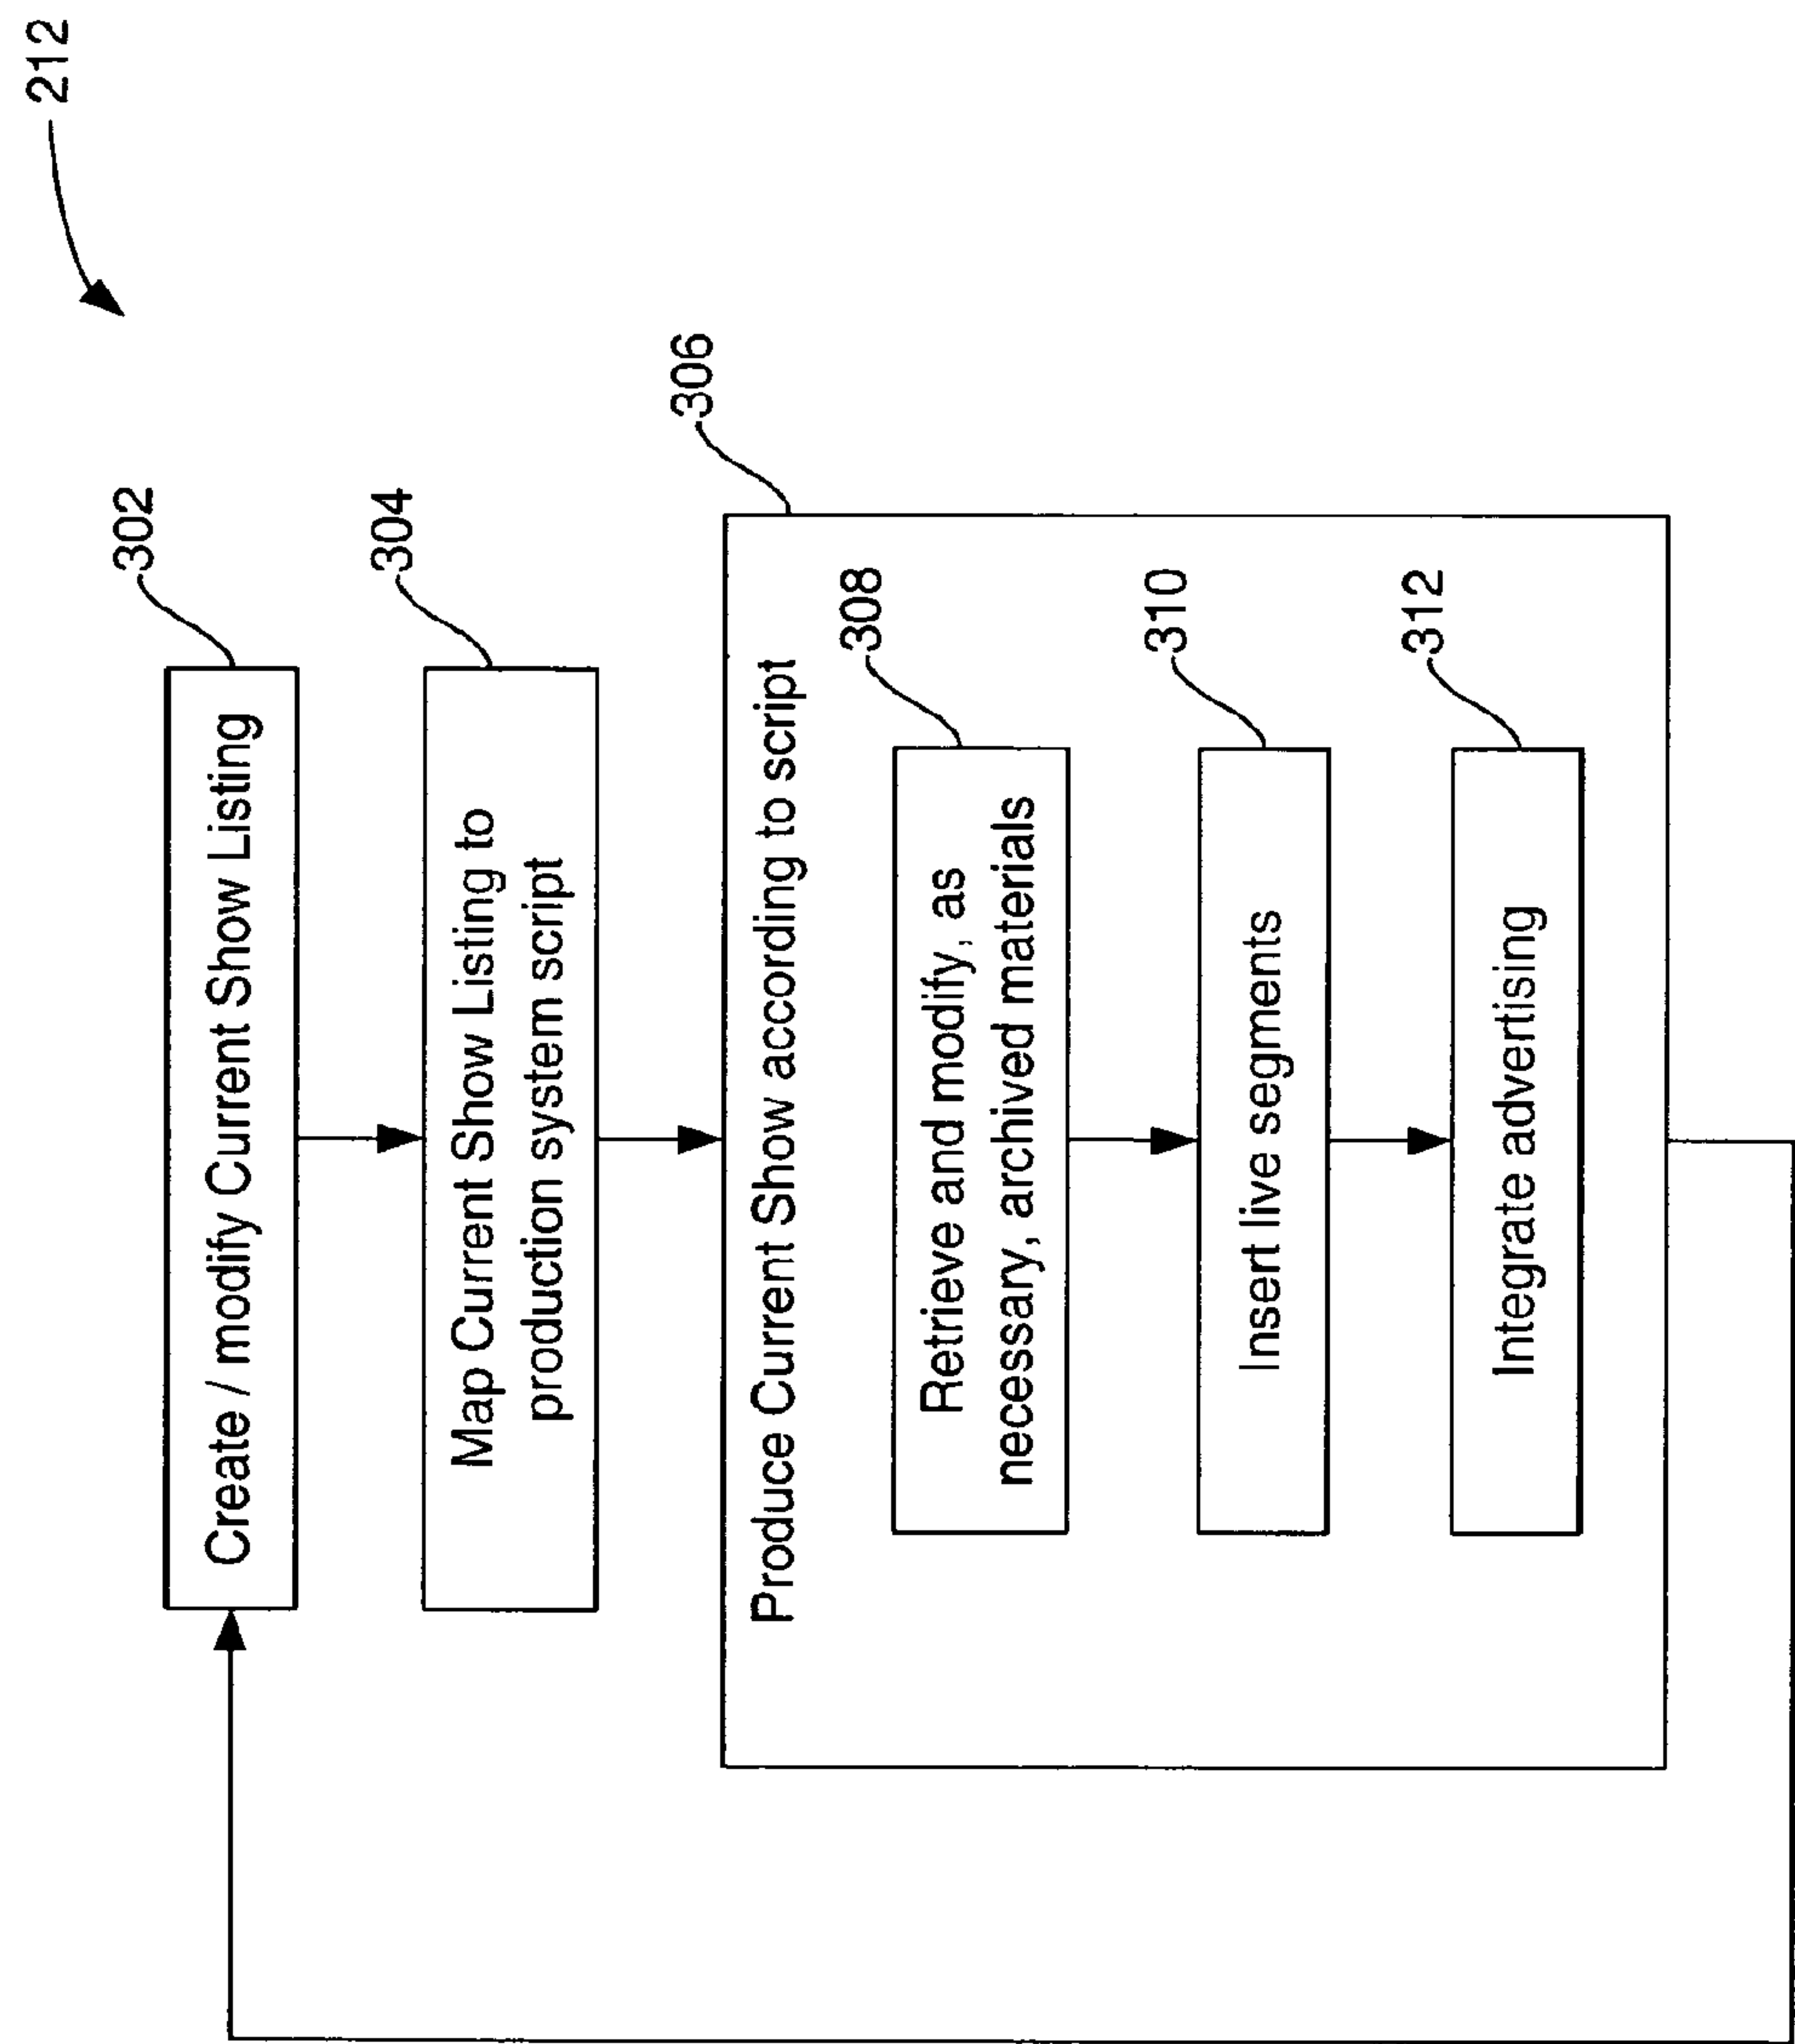 212
Create / modify Current Show Listing
302
Map Current Show Listing to
production system script
304
Produce Current Show according to script
306
Retrieve and modify, as
necessary, archived materials
308
Insert live segments
310
Integrate advertising
312